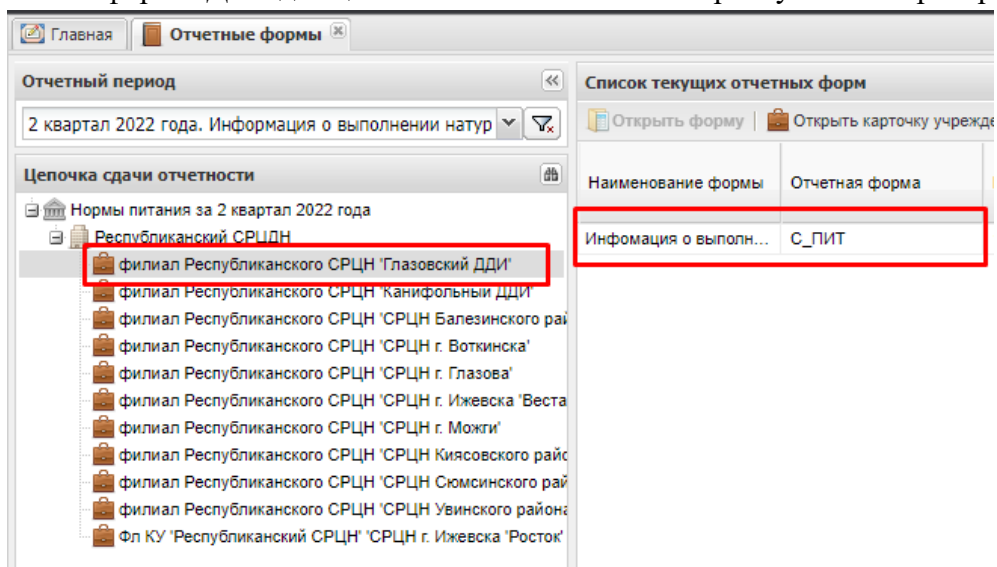 Главная
Отчетные формы
Отчетный период
2 квартал 2022 года. Информация о выполнении натур
Цепочка сдачи отчетности
Нормы питания за 2 квартал 2022 года
Республиканский СРЦДН
филиал Республиканского СРЦН 'Глазовский ДДИ'
филиал Республиканского СРЦН 'Канифольный ДДИ'
филиал Республиканского СРЦН 'СРЦН Балезинского рай
филиал Республиканского СРЦН 'СРЦН г. Воткинска'
филиал Республиканского СРЦН 'СРЦН г. Глазова'
филиал Республиканского СРЦН 'СРЦН г. Ижевска 'Веста
филиал Республиканского СРЦН 'СРЦН г. Можги'
филиал Республиканского СРЦН 'СРЦН Киясовского райо
филиал Республиканского СРЦН 'СРЦН Сюмсинского рай
филиал Республиканского СРЦН 'СРЦН Увинского района
Фл КУ 'Республиканский СРЦН' 'СРЦН г. Ижевска 'Росток'
Список текущих отчетных форм
Открыть форму
Открыть карточку учрежде
Наименование формы
Отчетная форма
Инфомация о выполн...
С_ПИТ